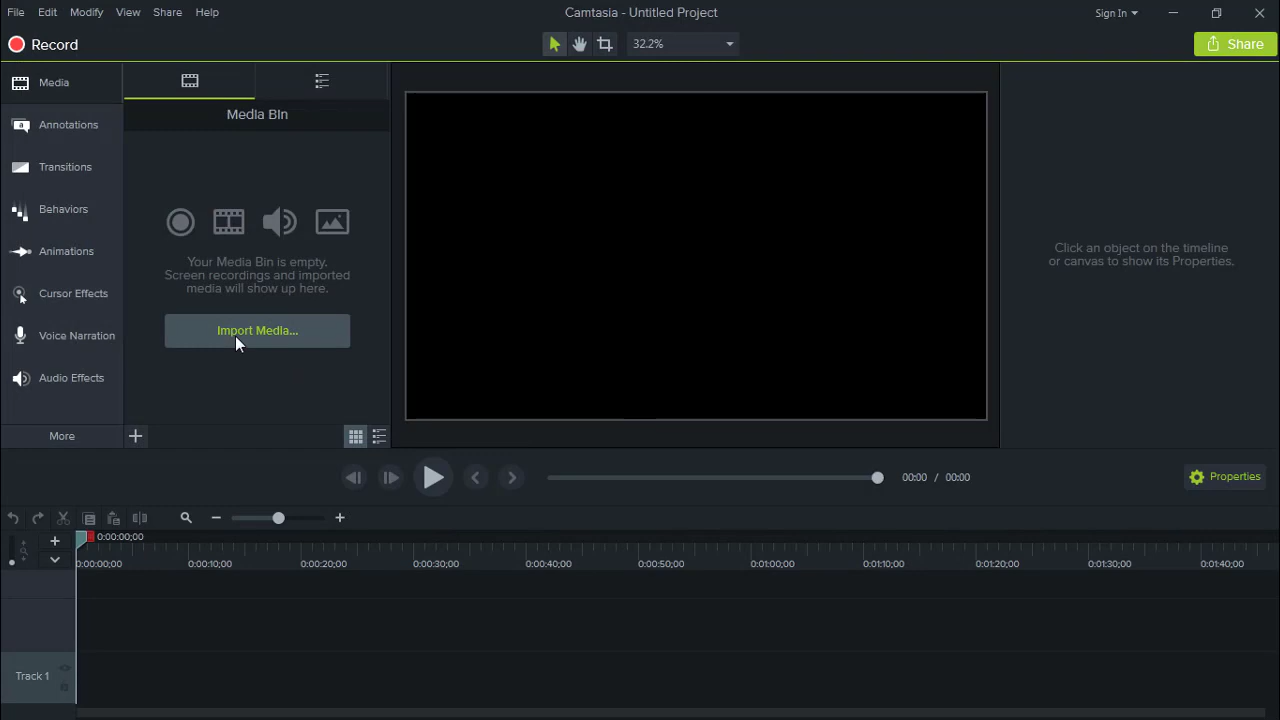 File Edit Modify View Share Help
Camtasia - Untitled Project
Sign In
Record
32.2%
Share
Media
Annotations
Transitions
Behaviors
Animations
Cursor Effects
Voice Narration
Audio Effects
More
Media Bin
Your Media Bin is empty.
Screen recordings and imported
media will show up here.
Import Media...
Click an object on the timeline
or canvas to show its Properties.
00:00 / 00:00
Properties
0:00:00;00
0:00:00;00 0:00:10;00 0:00:20;00 0:00:30;00 0:00:40;00 0:00:50;00 0:01:00;00 0:01:10;00 0:01:20;00 0:01:30;00 0:01:40;00
Track 1